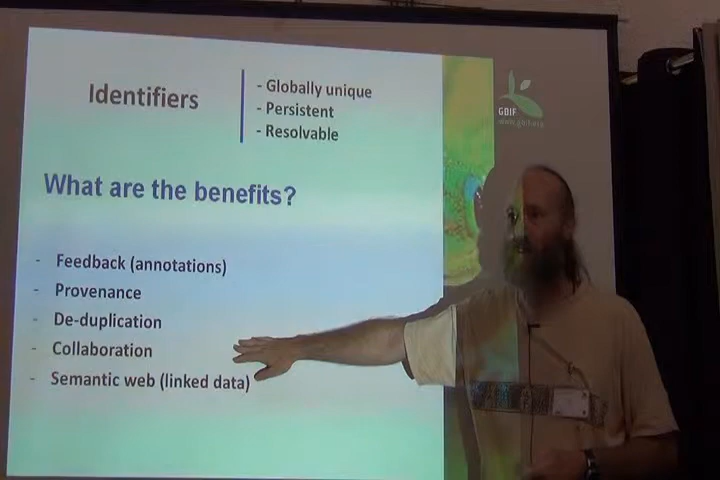 Identifiers
- Globally unique
- Persistent
- Resolvable
GBIF
What are the benefits?
- Feedback (annotations)
- Provenance
- De-duplication
- Collaboration
- Semantic web (linked data)